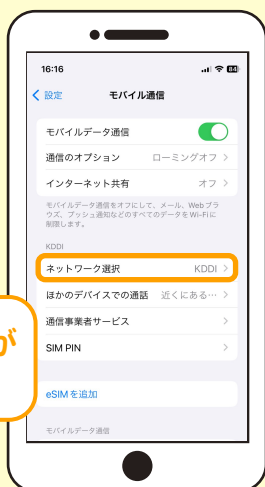 16:16
84
設定
モバイル通信
モバイルデータ通信
通信のオプション ローミングオフ
インターネット共有 オフ
モバイルデータ通信をオフにして、メール、Webブラ
ウズ、プッシュ通知などのすべてのデータをWi-Fiに
制限します。
KDDI
ネットワーク選択 KDDI
ほかのデバイスでの通話 近くにある…
通信事業者サービス
SIM PIN
が
eSIMを追加
モバイルデータ通信